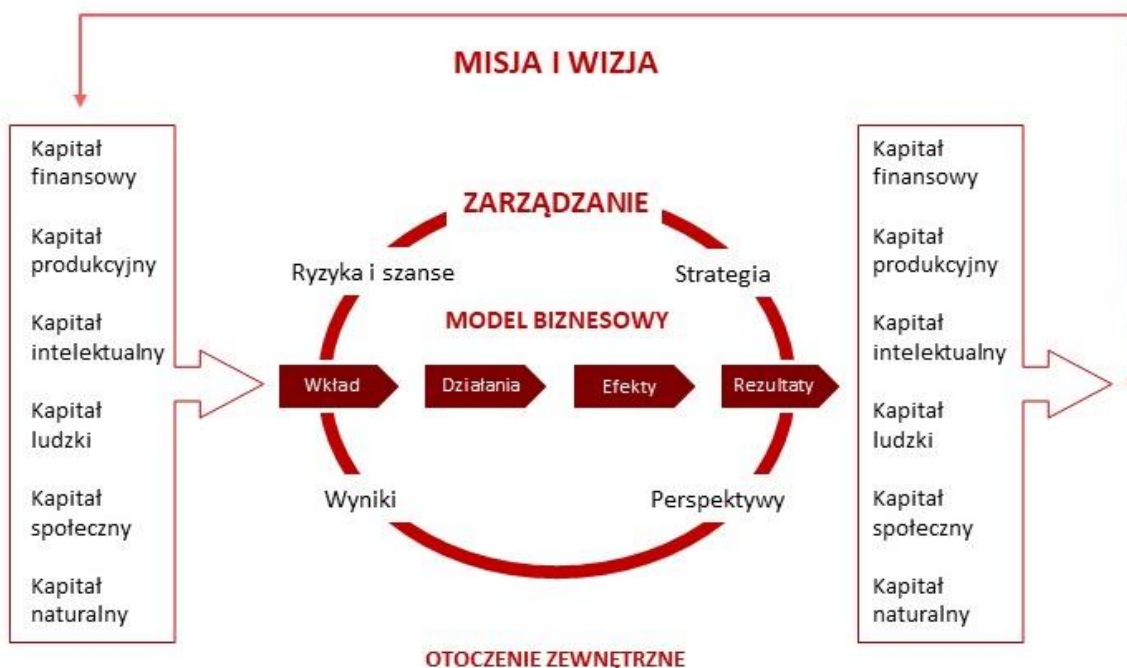 MISJA I WIZJA
Kapitał
finansowy
Kapitał
produkcyjny
Kapitał
intelektualny
Kapitał
ludzki
Kapitał
społeczny
Kapitał
naturalny
ZARZĄDZANIE
Ryzyka i szanse
Strategia
MODEL BIZNESOWY
Wkład
Działania
Efekty
Rezultaty
Wyniki
Perspektywy
Kapitał
finansowy
Kapitał
produkcyjny
Kapitał
intelektualny
Kapitał
ludzki
Kapitał
społeczny
Kapitał
naturalny
OTOCZENIE ZEWNĘTRZNE